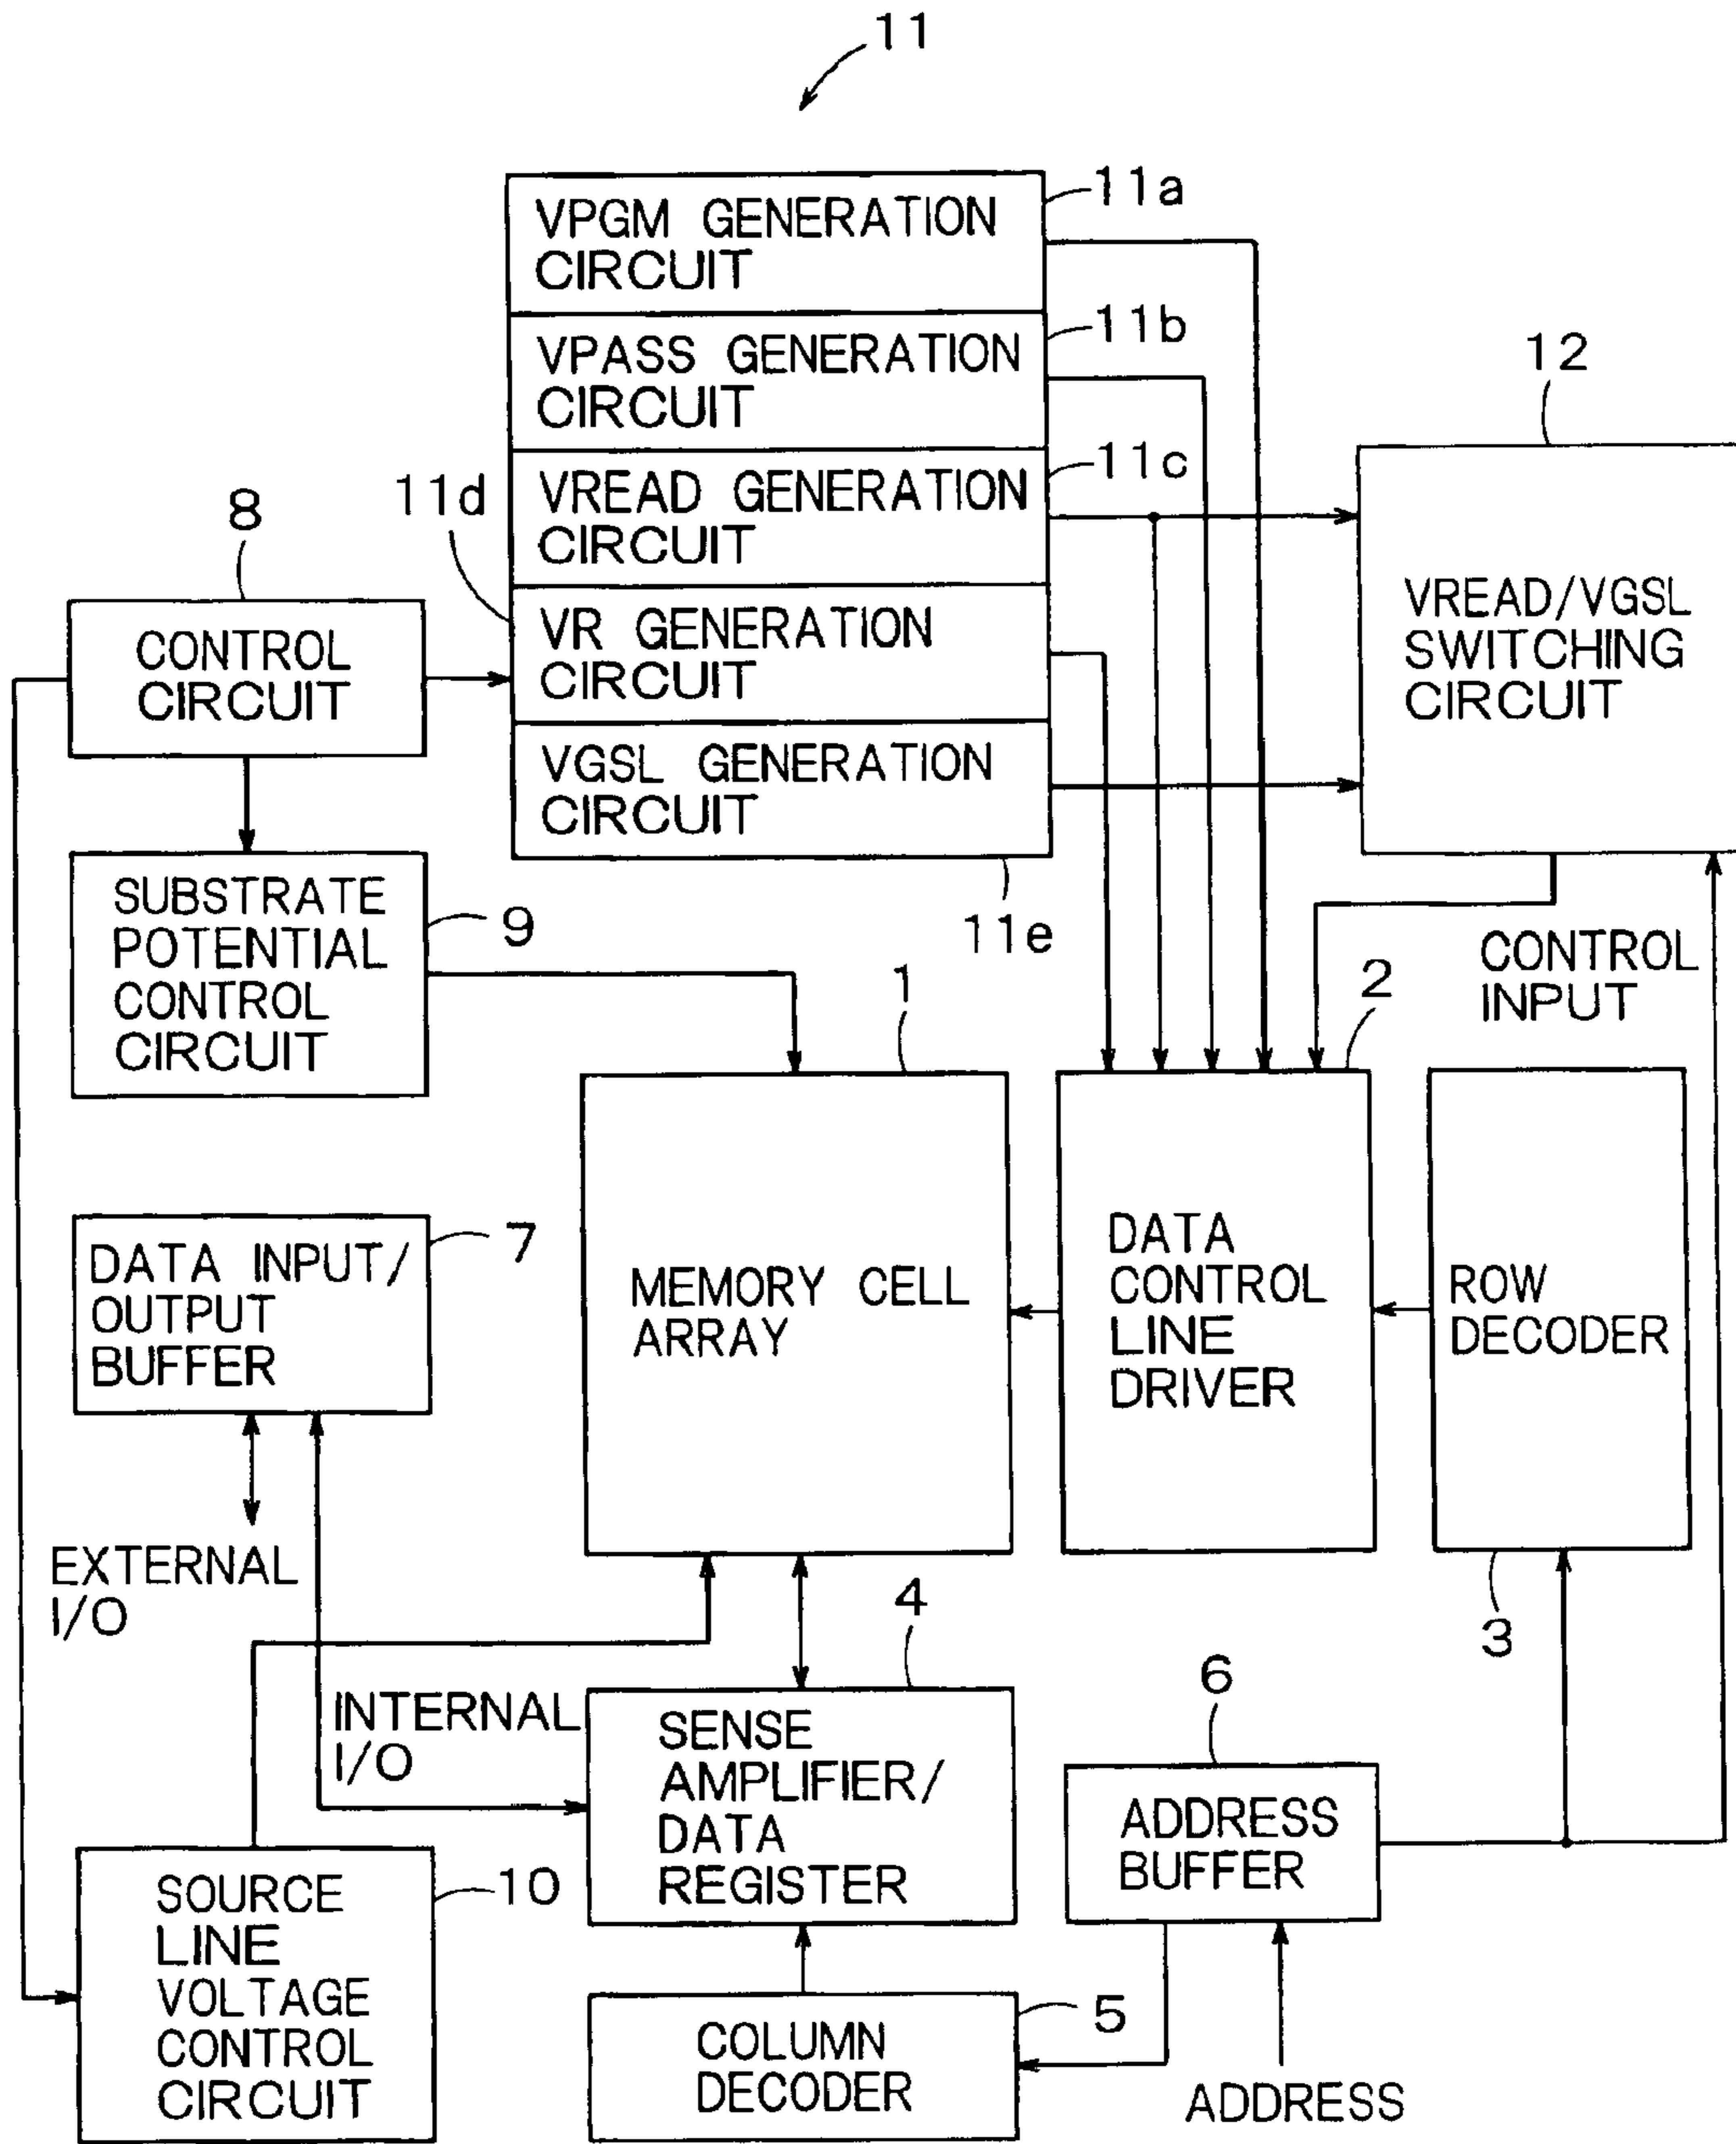 11
VPGM GENERATION
CIRCUIT
11a
VPASS GENERATION
CIRCUIT
11b
VREAD GENERATION
CIRCUIT
11c
11d
VR GENERATION
CIRCUIT
VGSL GENERATION
CIRCUIT
11e
12
VREAD/VGSL
SWITCHING
CIRCUIT
8
CONTROL
CIRCUIT
SUBSTRATE
POTENTIAL
CONTROL
CIRCUIT
9
CONTROL
INPUT
1
MEMORY CELL
ARRAY
2
DATA
CONTROL
LINE
DRIVER
ROW
DECODER
3
DATA INPUT/
OUTPUT
BUFFER
7
EXTERNAL
I/O
INTERNAL
I/O
4
SENSE
AMPLIFIER/
DATA
REGISTER
6
ADDRESS
BUFFER
SOURCE
LINE
VOLTAGE
CONTROL
CIRCUIT
10
COLUMN
DECODER
5
ADDRESS